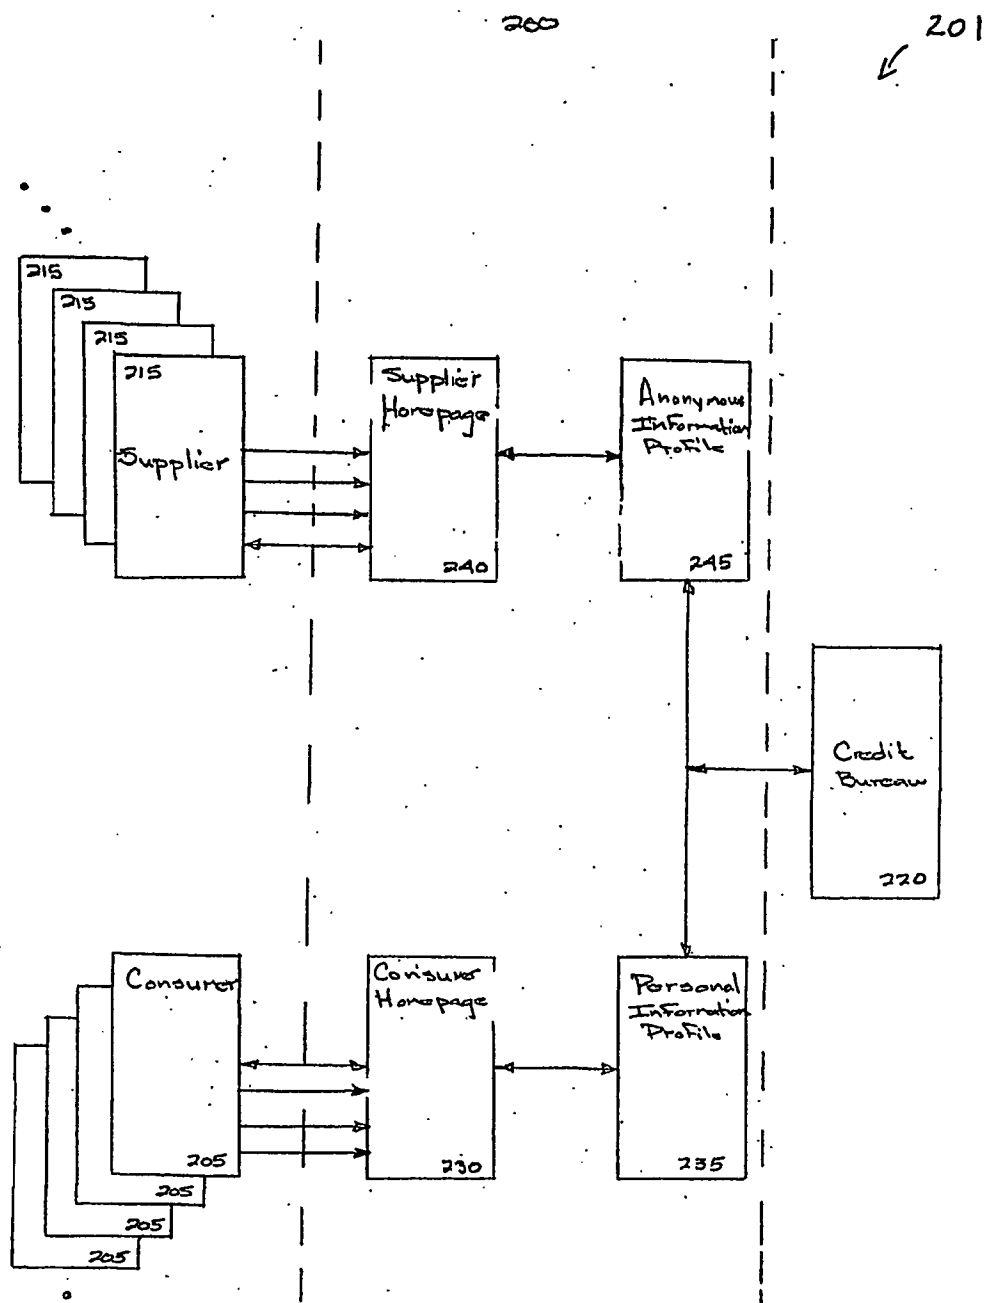 200
201
215
215
215
215
Supplier
Supplier
Homepage
240
Anonymous
Information
Profile
245
Credit
Bureau
220
Consumer
205
205
205
205
Consumer
Homepage
230
Personal
Information
Profile
235